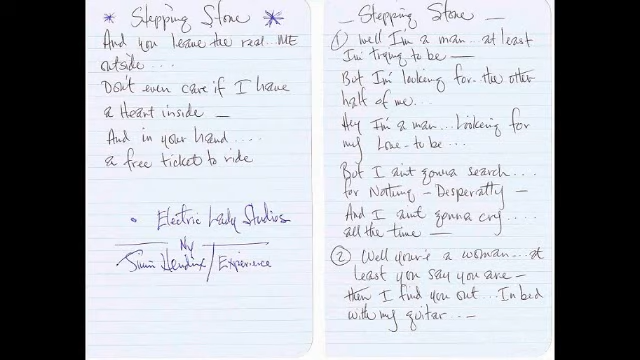 * Stepping Stone *
And you leave the real.. ME
outside....
Don't even care if I have
a Heart inside —
And in your hand....
a free ticket to ride
• Electric Lady Studios
Ny
Jimi Hendrix / Experience
— Stepping Stone —
① Well I'm a man.. at least
I'm trying to be —
But I'm looking for the other
half of me...
Hey I'm a man... Looking for
my Love - to be...
But I aint gonna search...
for Nothing - Desperatly —
And I aint gonna cry....
all the time —
② Well youre a woman... at
least you say you are —
then I find you out... In bed
with my guitar...—